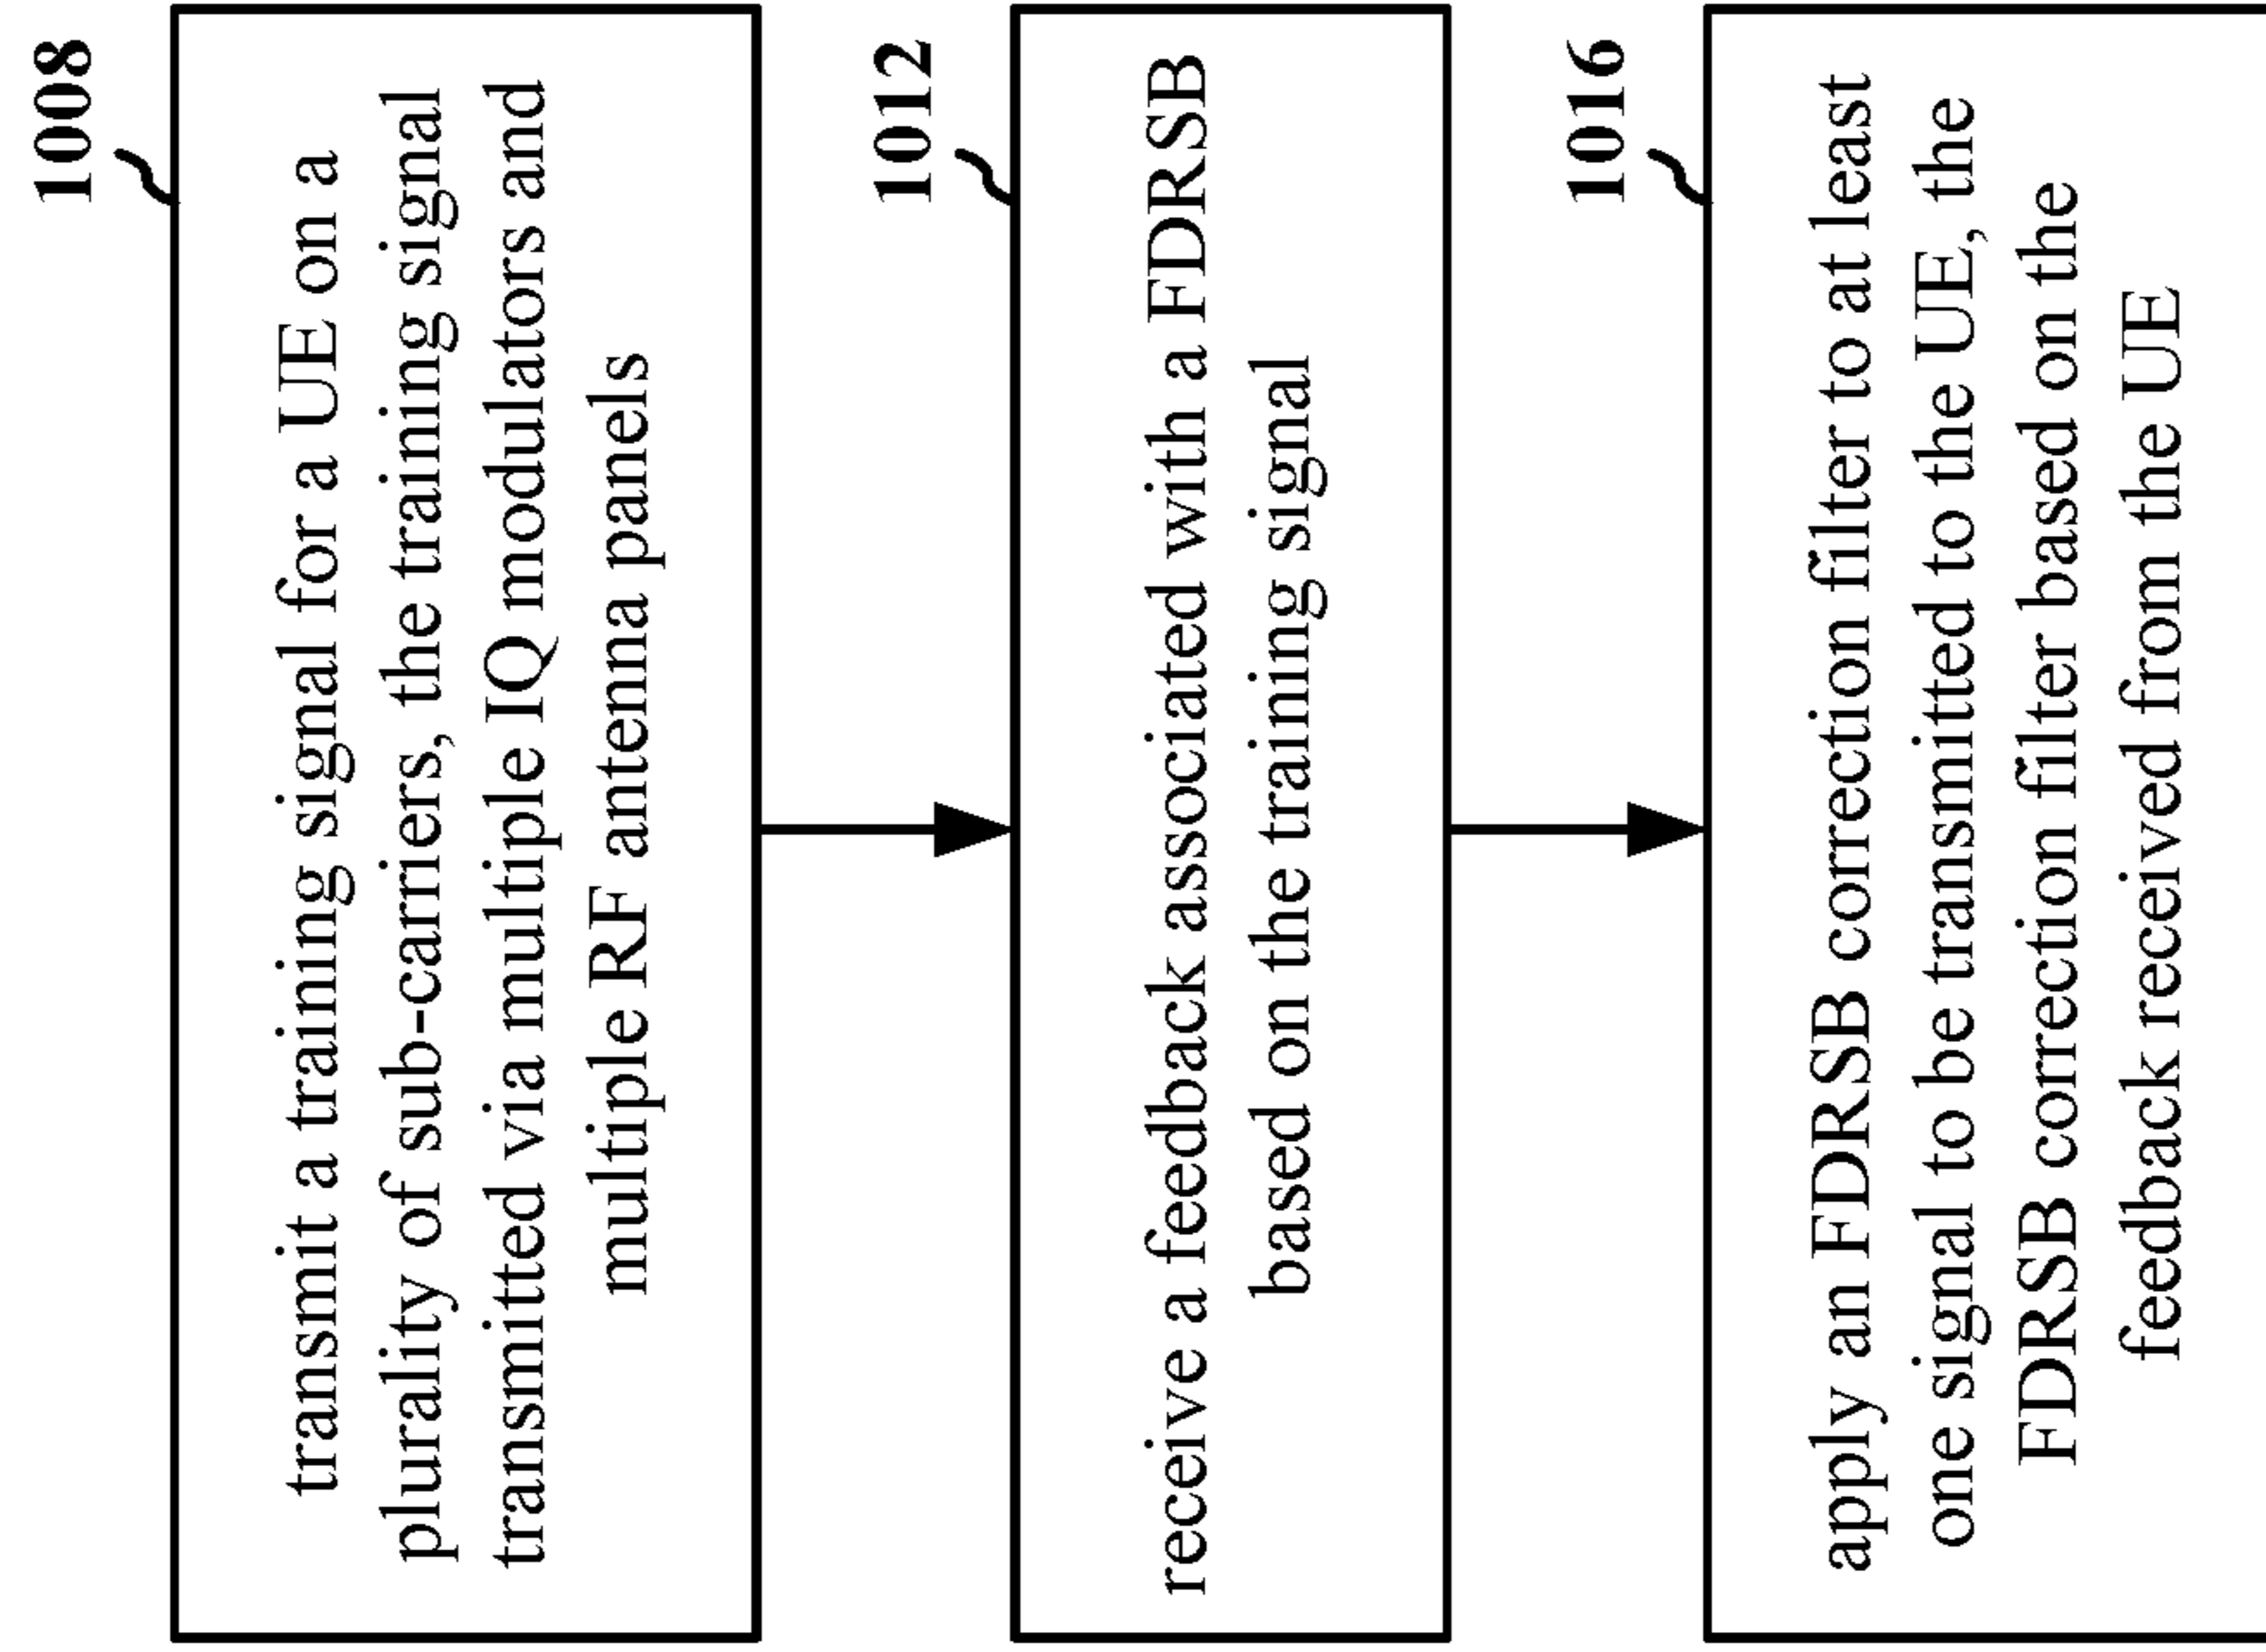 1008
transmit a training signal for a UE on a
plurality of sub-carriers, the training signal
transmitted via multiple IQ modulators and
multiple RF antenna panels
1012
receive a feedback associated with a FDRSB
based on the training signal
1016
apply an FDRSB correction filter to at least
one signal to be transmitted to the UE, the
FDRSB correction filter based on the
feedback received from the UE